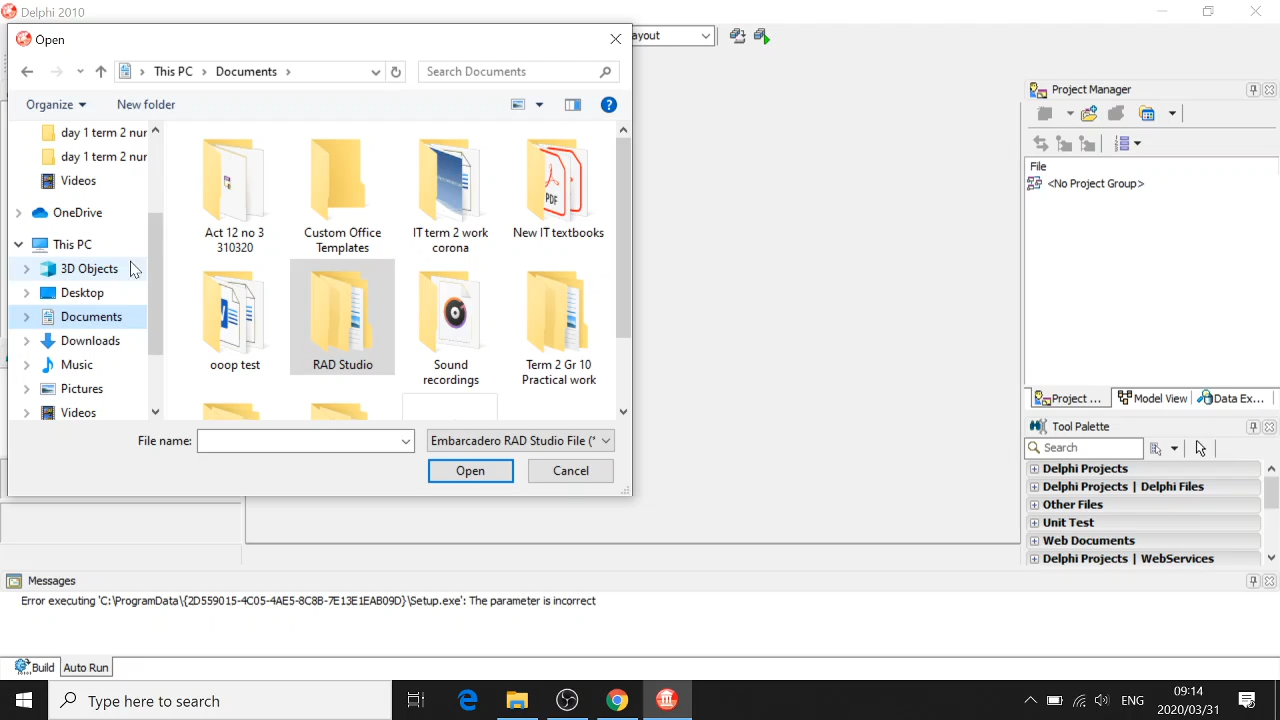 Delphi 2010
Open
ayout
This PC
Documents
Search Documents
Organize
New folder
day 1 term 2 nur
day 1 term 2 nur
Videos
OneDrive
This PC
3D Objects
Desktop
Documents
Downloads
Music
Pictures
Videos
Act 12 no 3
310320
Custom Office
Templates
IT term 2 work
corona
New IT textbooks
PDF
ooop test
RAD Studio
Sound
recordings
Term 2 Gr 10
Practical work
File name:
Embarcadero RAD Studio File (*
Open
Cancel
Project Manager
File
<No Project Group>
Project ...
Model View
Data Ex...
Tool Palette
Search
Delphi Projects
Delphi Projects | Delphi Files
Other Files
Unit Test
Web Documents
Delphi Projects | WebServices
Messages
Error executing 'C:\ProgramData\{2D559015-4C05-4AE5-8C8B-7E13E1EAB09D}\Setup.exe': The parameter is incorrect
Build
Auto Run
Type here to search
ENG
09:14
2020/03/31